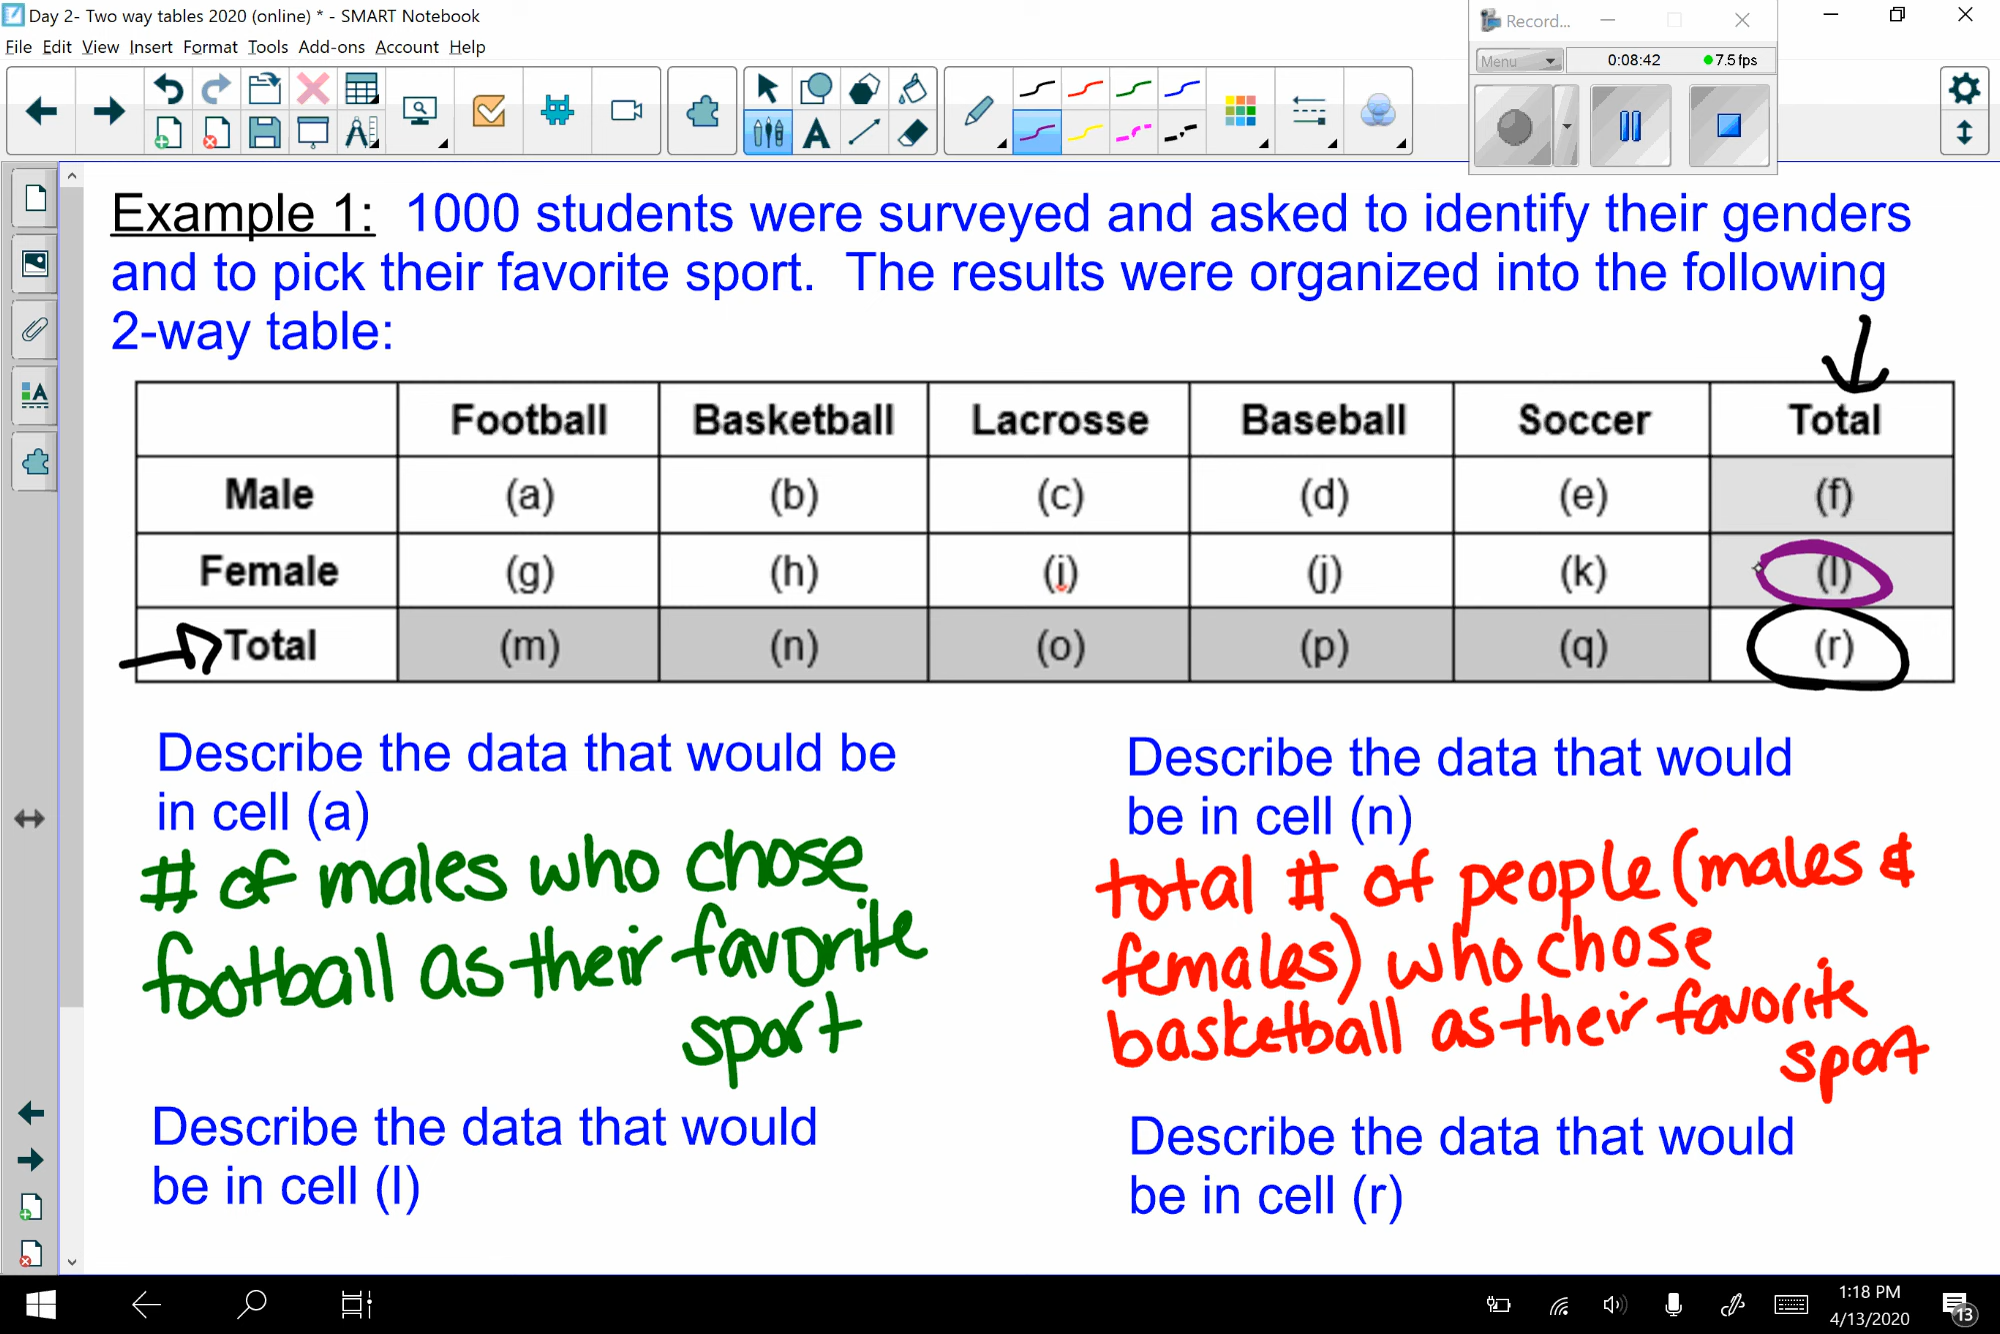 Day 2- Two way tables 2020 (online) * - SMART Notebook
File Edit View Insert Format Tools Add-ons Account Help
Record...
Menu 0:08:42 7.5 fps
Example 1: 1000 students were surveyed and asked to identify their genders
and to pick their favorite sport. The results were organized into the following
2-way table:
Football Basketball Lacrosse Baseball Soccer Total
Male (a) (b) (c) (d) (e) (f)
Female (g) (h) (i) (j) (k) (l)
Total (m) (n) (o) (p) (q) (r)
Describe the data that would be
in cell (a)
# of males who chose
football as their favorite
sport
Describe the data that would
be in cell (n)
total # of people (males &
females) who chose
basketball as their favorite
sport
Describe the data that would
be in cell (l)
Describe the data that would
be in cell (r)
1:18 PM
4/13/2020
13